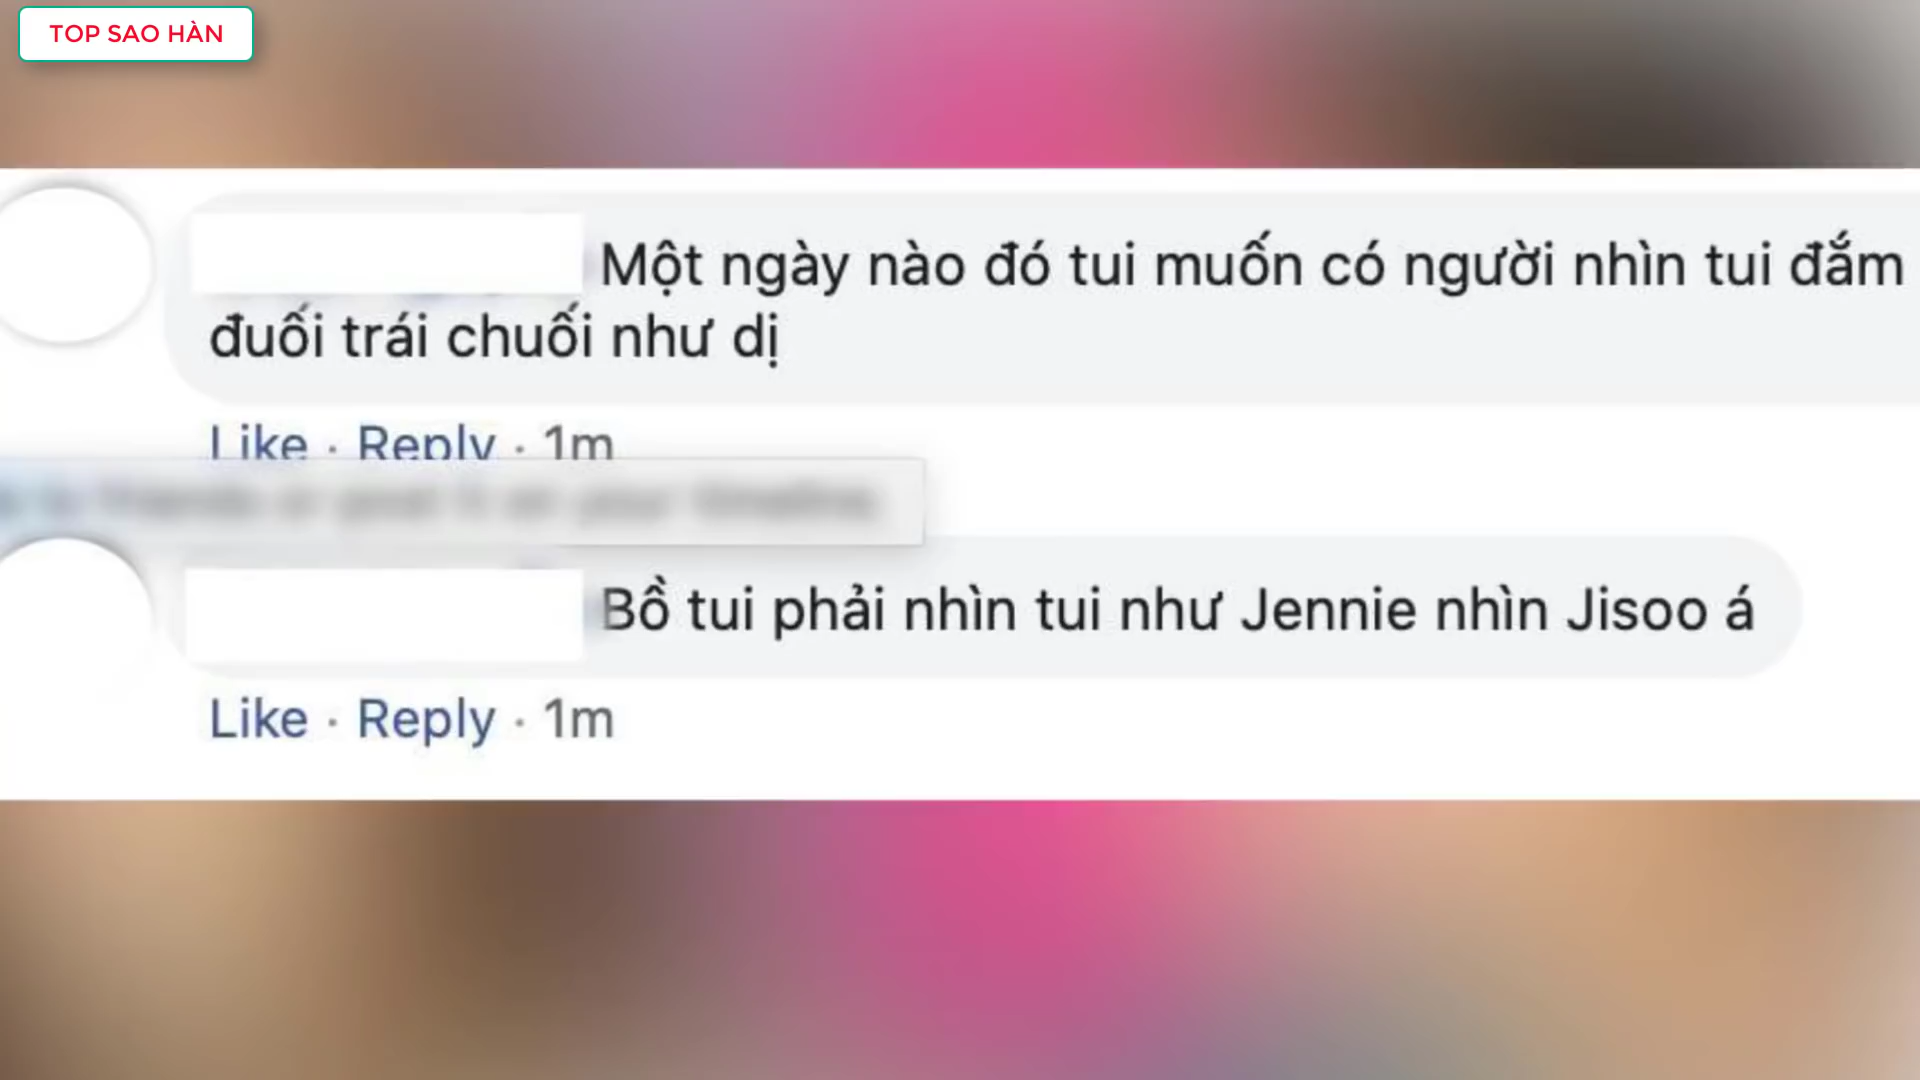 TOP SAO HÀN
Một ngày nào đó tui muốn có người nhìn tui đắm
đuối trái chuối như dị
Like · Reply · 1m
Bồ tui phải nhìn tui như Jennie nhìn Jisoo á
Like · Reply · 1m